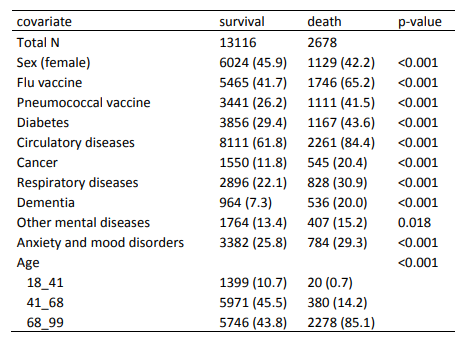 covariate survival death p-value
Total N 13116 2678
Sex (female) 6024 (45.9) 1129 (42.2) <0.001
Flu vaccine 5465 (41.7) 1746 (65.2) <0.001
Pneumococcal vaccine 3441 (26.2) 1111 (41.5) <0.001
Diabetes 3856 (29.4) 1167 (43.6) <0.001
Circulatory diseases 8111 (61.8) 2261 (84.4) <0.001
Cancer 1550 (11.8) 545 (20.4) <0.001
Respiratory diseases 2896 (22.1) 828 (30.9) <0.001
Dementia 964 (7.3) 536 (20.0) <0.001
Other mental diseases 1764 (13.4) 407 (15.2) 0.018
Anxiety and mood disorders 3382 (25.8) 784 (29.3) <0.001
Age <0.001
18_41 1399 (10.7) 20 (0.7)
41_68 5971 (45.5) 380 (14.2)
68_99 5746 (43.8) 2278 (85.1)